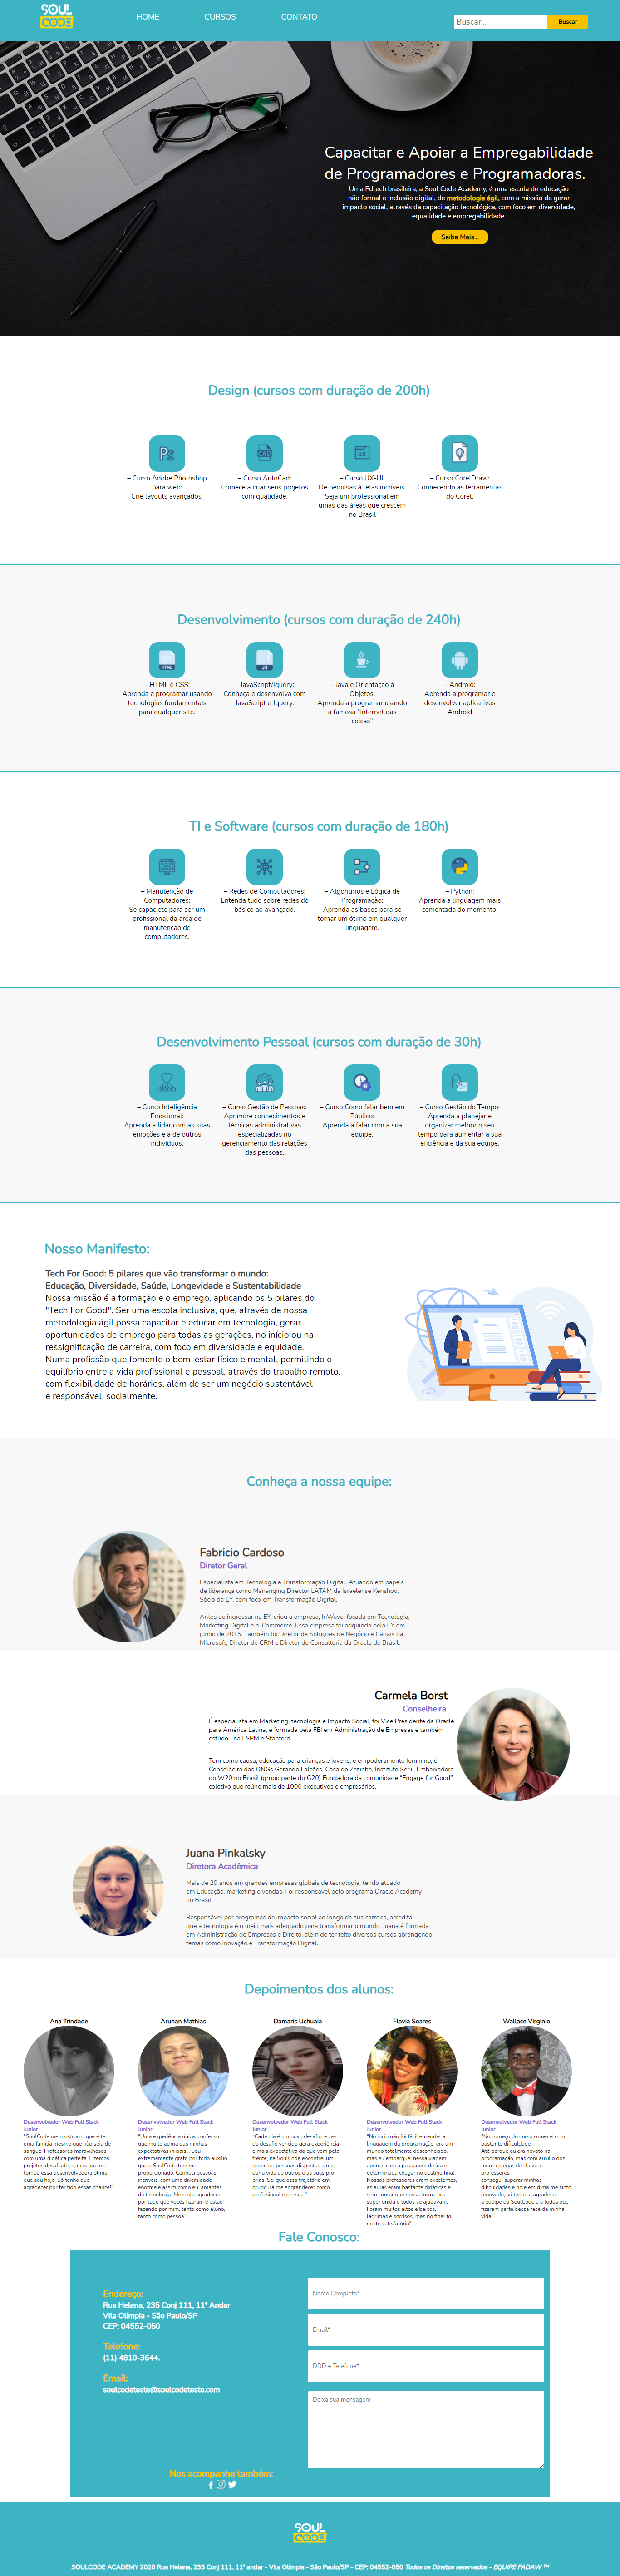 SOUL
CODE
HOME
CURSOS
CONTATO
Buscar...
Buscar
Capacitar e Apoiar a Empregabilidade
de Programadores e Programadoras.
Uma Edtech brasileira, a Soul Code Academy, é uma escola de educação
não formal e inclusão digital, de metodologia ágil, com a missão de gerar
impacto social, através da capacitação tecnológica, com foco em diversidade,
equalidade e empregabilidade.
Saiba Mais...
Design (cursos com duração de 200h)
– Curso Adobe Photoshop
para web:
Crie layouts avançados.
– Curso AutoCad:
Comece a criar seus projetos
com qualidade.
– Curso UX-UI:
De pequisas à telas incríveis.
Seja um professional em
umas das áreas que crescem
no Brasil
– Curso CorelDraw:
Conhecendo as ferramentas
do Corel.
Desenvolvimento (cursos com duração de 240h)
– HTML e CSS:
Aprenda a programar usando
tecnologias fundamentais
para qualquer site.
– JavaScript/Jquery:
Conheça e desenvolva com
JavaScript e Jquery.
– Java e Orientação à
Objetos:
Aprenda a programar usando
a famosa "Internet das
coisas"
– Android:
Aprenda a programar e
desenvolver aplicativos
Android
TI e Software (cursos com duração de 180h)
– Manutenção de
Computadores:
Se capaciete para ser um
profissional da aréa de
manutenção de
computadores.
– Redes de Computadores:
Entenda tudo sobre redes do
básico ao avançado.
– Algoritmos e Lógica de
Programação:
Aprenda as bases para se
tornar um ótimo em qualquer
linguagem.
– Python:
Aprenda a linguagem mais
comentada do momento.
Desenvolvimento Pessoal (cursos com duração de 30h)
– Curso Inteligência
Emocional:
Aprenda a lidar com as suas
emoções e a de outros
indivíduos.
– Curso Gestão de Pessoas:
Aprimore conhecimentos e
técnicas administrativas
especializadas no
gerenciamento das relações
das pessoas.
– Curso Como falar bem em
Público:
Aprenda a falar com a sua
equipe.
– Curso Gestão do Tempo:
Aprenda a planejar e
organizar melhor o seu
tempo para aumentar a sua
eficiência e da sua equipe.
Nosso Manifesto:
Tech For Good: 5 pilares que vão transformar o mundo:
Educação, Diversidade, Saúde, Longevidade e Sustentabilidade
Nossa missão é a formação e o emprego, aplicando os 5 pilares do
"Tech For Good". Ser uma escola inclusiva, que, através de nossa
metodologia ágil,possa capacitar e educar em tecnologia, gerar
oportunidades de emprego para todas as gerações, no início ou na
ressignificação de carreira, com foco em diversidade e equidade.
Numa profissão que fomente o bem-estar físico e mental, permitindo o
equilíbrio entre a vida profissional e pessoal, através do trabalho remoto,
com flexibilidade de horários, além de ser um negócio sustentável
e responsável, socialmente.
Conheça a nossa equipe:
Fabricio Cardoso
Diretor Geral
Especialista em Tecnologia e Transformação Digital. Atuando em papeis
de liderança como Mananging Director LATAM da Israelense Kenshoo,
Sócio da EY, com foco em Transformação Digital.
Antes de ingressar na EY, criou a empresa, InWave, focada em Tecnologia,
Marketing Digital e e-Commerce. Essa empresa foi adquirida pela EY em
junho de 2015. Também foi Diretor de Soluções de Negócio e Canais da
Microsoft, Diretor de CRM e Diretor de Consultoria da Oracle do Brasil.
Carmela Borst
Conselheira
É especialista em Marketing, tecnologia e Impacto Social, foi Vice Presidente da Oracle
para América Latina, é formada pela FEI em Administração de Empresas e também
estudou na ESPM e Stanford.
Tem como causa, educação para crianças e jovens, e empoderamento feminino, é
Conselheira das ONGs Gerando Falcões, Casa do Zezinho, Instituto Ser+, Embaixadora
do W20 no Brasil (grupo parte do G20) Fundadora da comunidade "Engage for Good"
coletivo que reúne mais de 1000 executivos e empresários.
Juana Pinkalsky
Diretora Acadêmica
Mais de 20 anos em grandes empresas globais de tecnologia, tendo atuado
em Educação, marketing e vendas. Foi responsável pelo programa Oracle Academy
no Brasil.
Responsável por programas de impacto social ao longo da sua carreira, acredita
que a tecnologia é o meio mais adequado para transformar o mundo. Juana é formada
em Administração de Empresas e Direito, além de ter feito diversos cursos abrangendo
temas como Inovação e Transformação Digital.
Depoimentos dos alunos:
Ana Trindade
Desenvolvedor Web Full Stack
Junior
"SoulCode me mostrou o que é ter
uma família mesmo que não seja de
sangue. Professores maravilhosos
com uma didática perfeita. Fizemos
projetos desafiadoes, mas que me
tornou essa desenvolvedora ótima
que sou hoje. Só tenho que
agradecer por ter tido essas chance!"
Aruhan Mathias
Desenvolvedor Web Full Stack
Junior
"Uma experiência única, confesso
que muito acima das minhas
expectativas iniciais... Sou
extremamente grato por todo auxílio
que a SoulCode tem me
proporcionado. Conheci pessoas
incríveis, com uma diversidade
enorme e assim como eu, amantes
da tecnologia. Me resta agradecer
por tudo que vocês fizeram e estão
fazendo por mim, tanto como aluno,
tanto como pessoa."
Damaris Uchuaia
Desenvolvedor Web Full Stack
Junior
"Cada dia é um novo desafio, e ca-
da desafio vencido gera experiência
e mais expectativa do que vem pela
frente, na SoulCode encontrei um
grupo de pessoas dispostas a mu-
dar a vida de outros e as suas pró-
prias. Sei que essa trajetória em
grupo irá me engrandecer como
profissional e pessoa."
Flavia Soares
Desenvolvedor Web Full Stack
Junior
"No inicio não foi fácil entender a
linguagem da programação, era um
mundo totalmente desconhecido,
mas eu embarquei nessa viagem
apenas com a passagem de ida e
determinada chegar no destino final.
Nossos professores eram excelentes,
as aulas eram bastante didáticas e
sem contar que nossa turma era
super unida e todos se ajudavam.
Foram muitos altos e baixos,
lágrimas e sorrisos, mas no final foi
muito satisfatório".
Wallace Virginio
Desenvolvedor Web Full Stack
Junior
"No começo do curso comecei com
bastante dificuldade.
Até porque eu era novato na
programação, mas com auxilio dos
meus colegas de classe e
professores
consegui superar minhas
dificuldades e hoje em dima me sinto
renovado, só tenho a agradecer
a equipe da SoulCode e a todos que
fizeram parte dessa fase da minha
vida."
Fale Conosco:
Endereço:
Rua Helena, 235 Conj 111, 11º Andar
Vila Olímpia - São Paulo/SP
CEP: 04552-050
Telefone:
(11) 4810-3644.
Email:
soulcodeteste@soulcodeteste.com
Nome Completo*
Email*
DDD + Telefone*
Deixa sua mensagem
Nos acompanhe também:
SOUL
CODE
SOULCODE ACADEMY 2020 Rua Helena, 235 Conj 111, 11º andar - Vila Olímpia - São Paulo/SP - CEP: 04552-050 Todos os Direitos reservados - EQUIPE FADAW ™